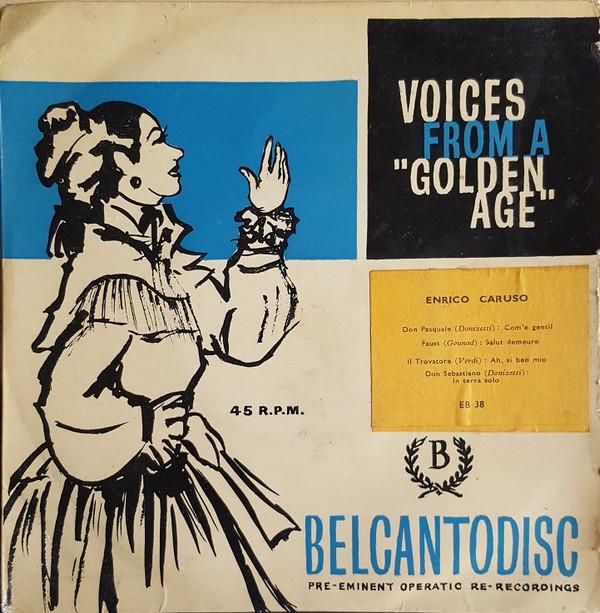 VOICES
FROM A
"GOLDEN
AGE"
ENRICO CARUSO
Don Pasquale (Donizetti) : Com'e gentil
Faust (Gounod) : Salut demeure
Il Trovatore (Verdi) : Ah, si ben mio
Don Sebastiano (Donizetti) :
In terra solo
EB 38
45 R.P.M.
B
BELCANTODISC
PRE-EMINENT OPERATIC RE-RECORDINGS